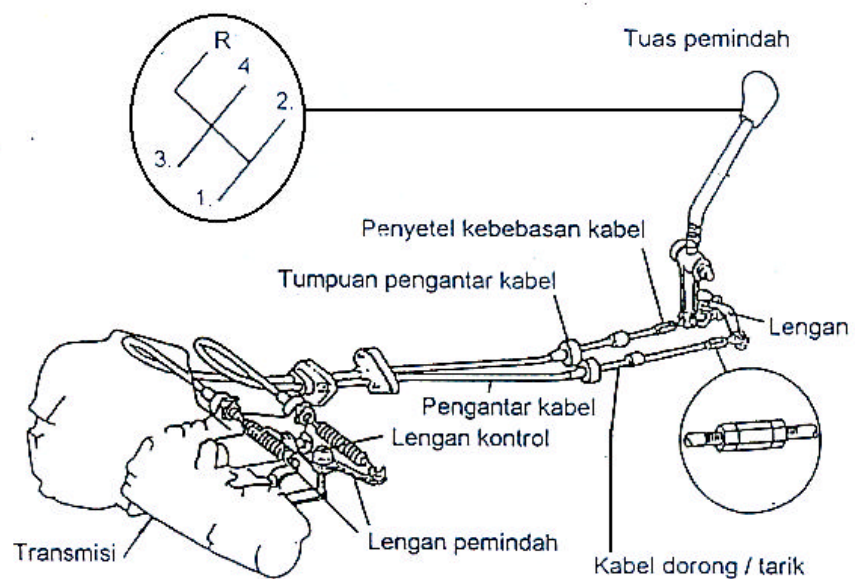 Tuas pemindah
R
4
2.
3.
1.
Penyetel kebebasan kabel
Tumpuan pengantar kabel
Lengan
Pengantar kabel
Lengan kontrol
Lengan pemindah
Transmisi
Kabel dorong / tarik